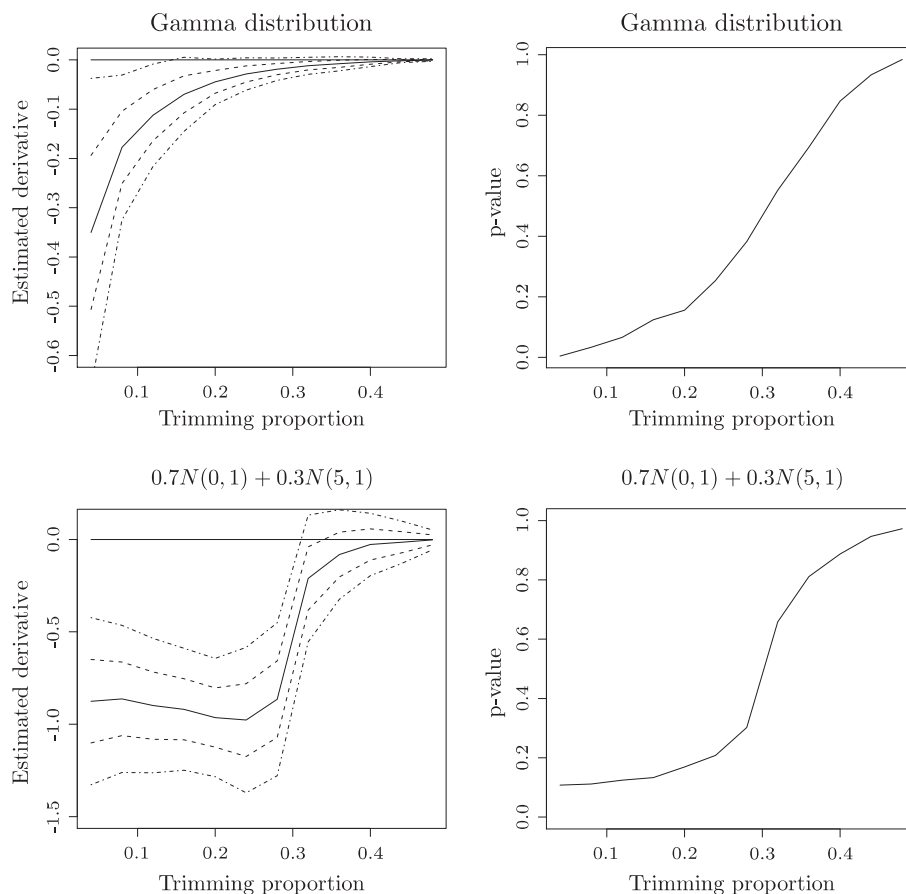 Gamma distribution
Estimated derivative
0.0
-0.1
-0.2
-0.3
-0.4
-0.5
-0.6
0.1 0.2 0.3 0.4
Trimming proportion
Gamma distribution
p-value
1.0
0.8
0.6
0.4
0.2
0.0
0.1 0.2 0.3 0.4
Trimming proportion
0.7N(0, 1) + 0.3N(5, 1)
Estimated derivative
0.0
-0.5
-1.0
-1.5
0.1 0.2 0.3 0.4
Trimming proportion
0.7N(0, 1) + 0.3N(5, 1)
p-value
1.0
0.8
0.6
0.4
0.2
0.0
0.1 0.2 0.3 0.4
Trimming proportion